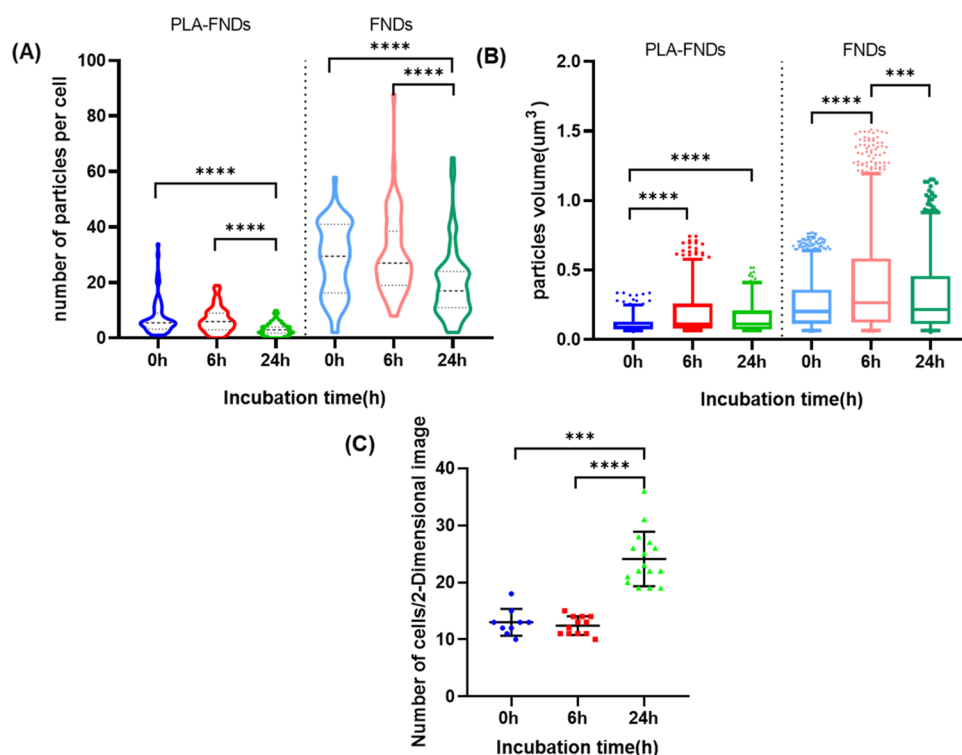 PLA-FNDs
FNDs
(A)
number of particles per cell
100
80
60
40
20
0
****
****
****
****
0h
6h
24h
0h
6h
24h
Incubation time(h)
PLA-FNDs
FNDs
(B)
particles volume(um³)
2.0
1.5
1.0
0.5
0.0
****
****
****
***
0h
6h
24h
0h
6h
24h
Incubation time(h)
(C)
Number of cells/2-Dimensional image
40
30
20
10
0
***
****
0h
6h
24h
Incubation time(h)